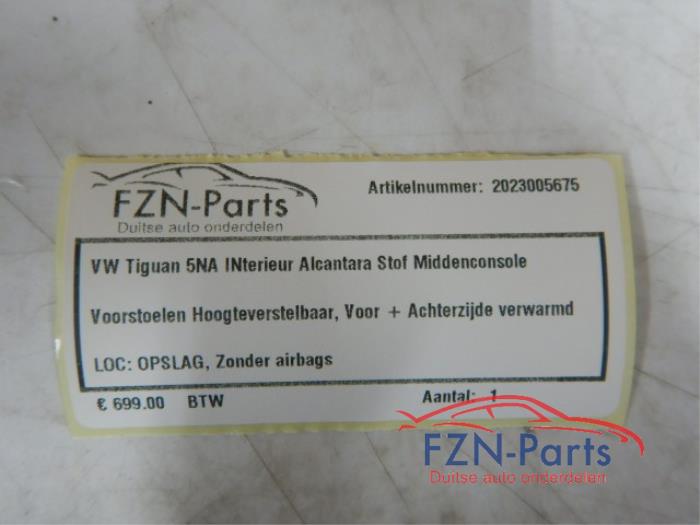 FZN-Parts
Duitse auto onderdelen
Artikelnummer: 2023005675
VW Tiguan 5NA INterieur Alcantara Stof Middenconsole
Voorstoelen Hoogteverstelbaar, Voor + Achterzijde verwarmd
LOC: OPSLAG, Zonder airbags
€ 699.00 BTW
Aantal: 1
FZN-Parts
Duitse auto onderdelen